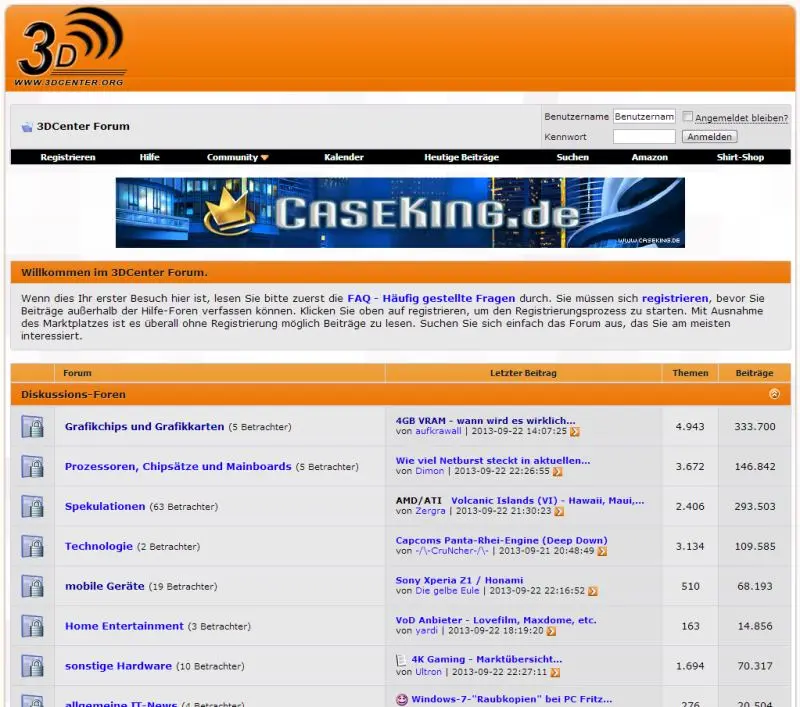 3D
WWW.3DCENTER.ORG
3DCenter Forum
Benutzername Benutzernam Angemeldet bleiben?
Kennwort Anmelden
Registrieren Hilfe Community Kalender Heutige Beiträge Suchen Amazon Shirt-Shop
CASEKING.de
WWW.CASEKING.DE
Willkommen im 3DCenter Forum.
Wenn dies Ihr erster Besuch hier ist, lesen Sie bitte zuerst die FAQ - Häufig gestellte Fragen durch. Sie müssen sich registrieren, bevor Sie
Beiträge außerhalb der Hilfe-Foren verfassen können. Klicken Sie oben auf registrieren, um den Registrierungsprozess zu starten. Mit Ausnahme
des Marktplatzes ist es überall ohne Registrierung möglich Beiträge zu lesen. Suchen Sie sich einfach das Forum aus, das Sie am meisten
interessiert.
Forum Letzter Beitrag Themen Beiträge
Diskussions-Foren
Grafikchips und Grafikkarten (5 Betrachter) 4GB VRAM - wann wird es wirklich... 4.943 333.700
von aufkrawall | 2013-09-22 14:07:25
Prozessoren, Chipsätze und Mainboards (5 Betrachter) Wie viel Netburst steckt in aktuellen... 3.672 146.842
von Dimon | 2013-09-22 22:26:55
Spekulationen (63 Betrachter) AMD/ATI Volcanic Islands (VI) - Hawaii, Maui,... 2.406 293.503
von Zergra | 2013-09-22 21:30:23
Technologie (2 Betrachter) Capcoms Panta-Rhei-Engine (Deep Down) 3.134 109.585
von -/\-CruNcher-/\- | 2013-09-21 20:48:49
mobile Geräte (19 Betrachter) Sony Xperia Z1 / Honami 510 68.193
von Die gelbe Eule | 2013-09-22 22:16:52
Home Entertainment (3 Betrachter) VoD Anbieter - Lovefilm, Maxdome, etc. 163 14.856
von yardi | 2013-09-22 18:19:20
sonstige Hardware (10 Betrachter) 4K Gaming - Marktübersicht... 1.694 70.317
von Ultron | 2013-09-22 22:27:11
allgemeine IT-News (4 Betrachter) Windows-7-"Raubkopien" bei PC Fritz... 276 20.504